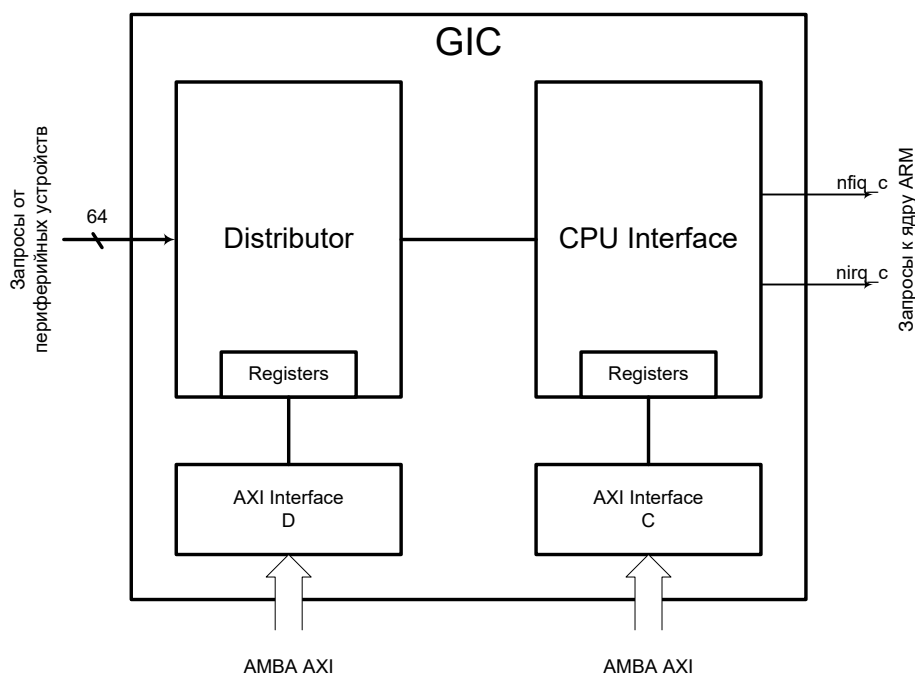 GIC
Запросы от
периферийных устройств
64
Distributor
CPU Interface
nfiq_c
nirq_c
Запросы к ядру ARM
Registers
Registers
AXI Interface
D
AXI Interface
C
AMBA AXI
AMBA AXI